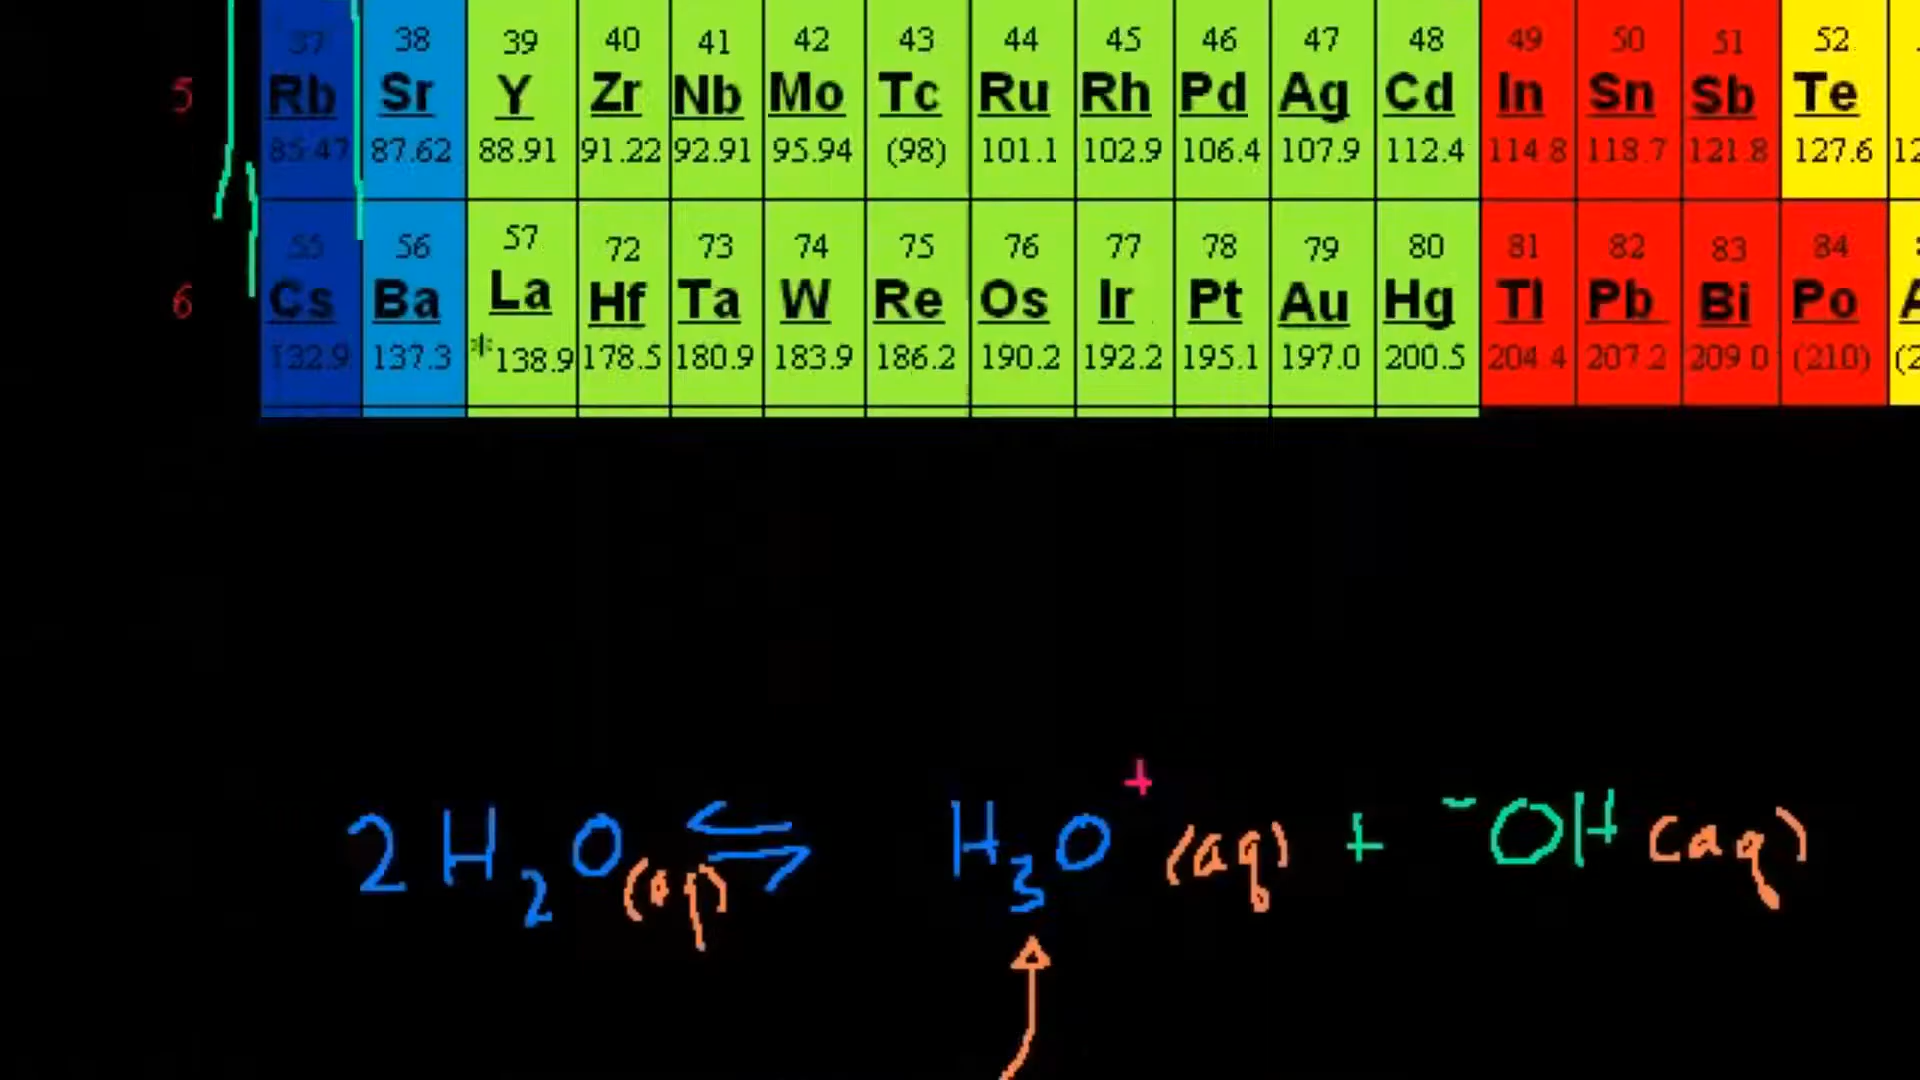 37 38 39 40 41 42 43 44 45 46 47 48 49 50 51 52
5 Rb Sr Y Zr Nb Mo Tc Ru Rh Pd Ag Cd In Sn Sb Te
85.47 87.62 88.91 91.22 92.91 95.94 (98) 101.1 102.9 106.4 107.9 112.4 114.8 118.7 121.8 127.6
55 56 57 72 73 74 75 76 77 78 79 80 81 82 83 84
6 Cs Ba La Hf Ta W Re Os Ir Pt Au Hg Tl Pb Bi Po
132.9 137.3 *138.9 178.5 180.9 183.9 186.2 190.2 192.2 195.1 197.0 200.5 204.4 207.2 209.0 (210)
2 H₂O(aq) ⇌ H₃O⁺(aq) + ⁻OH(aq)